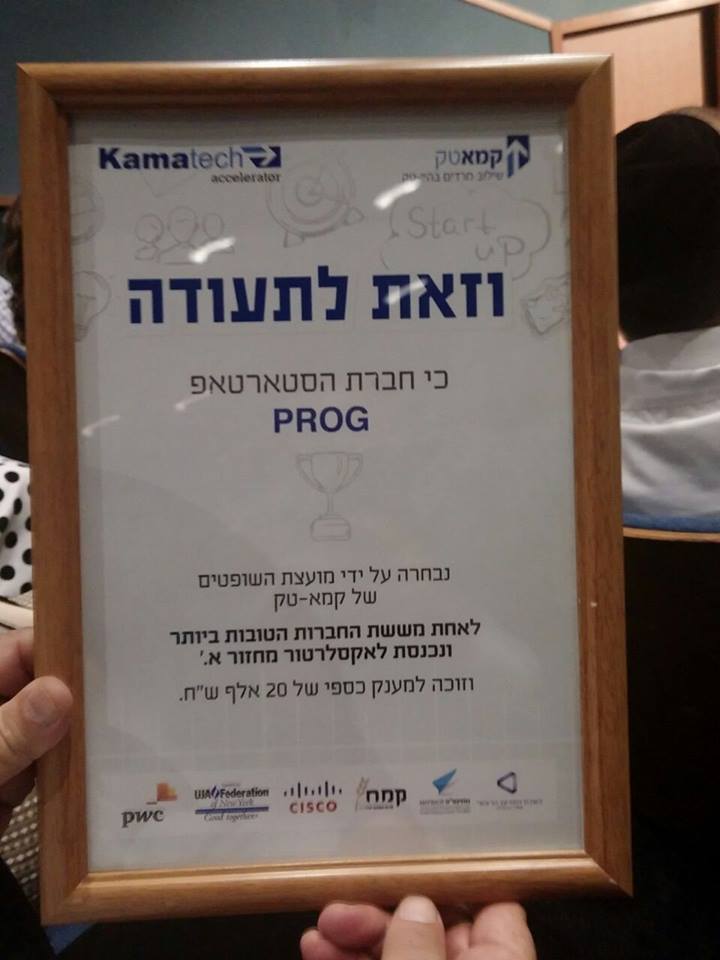 Kamatech
accelerator
קמאטק
שילוב חרדים בהיי-טק
Start
up
וזאת לתעודה
כי חברת הסטארטאפ
PROG
נבחרה על ידי מועצת השופטים
של קמא-טק
לאחת מששת החברות הטובות ביותר
ונכנסת לאקסלרטור מחזור א.'
וזוכה למענק כספי של 20 אלף ש"ח.
pwc
UJA Federation
of New York
Good together
CISCO
קמח